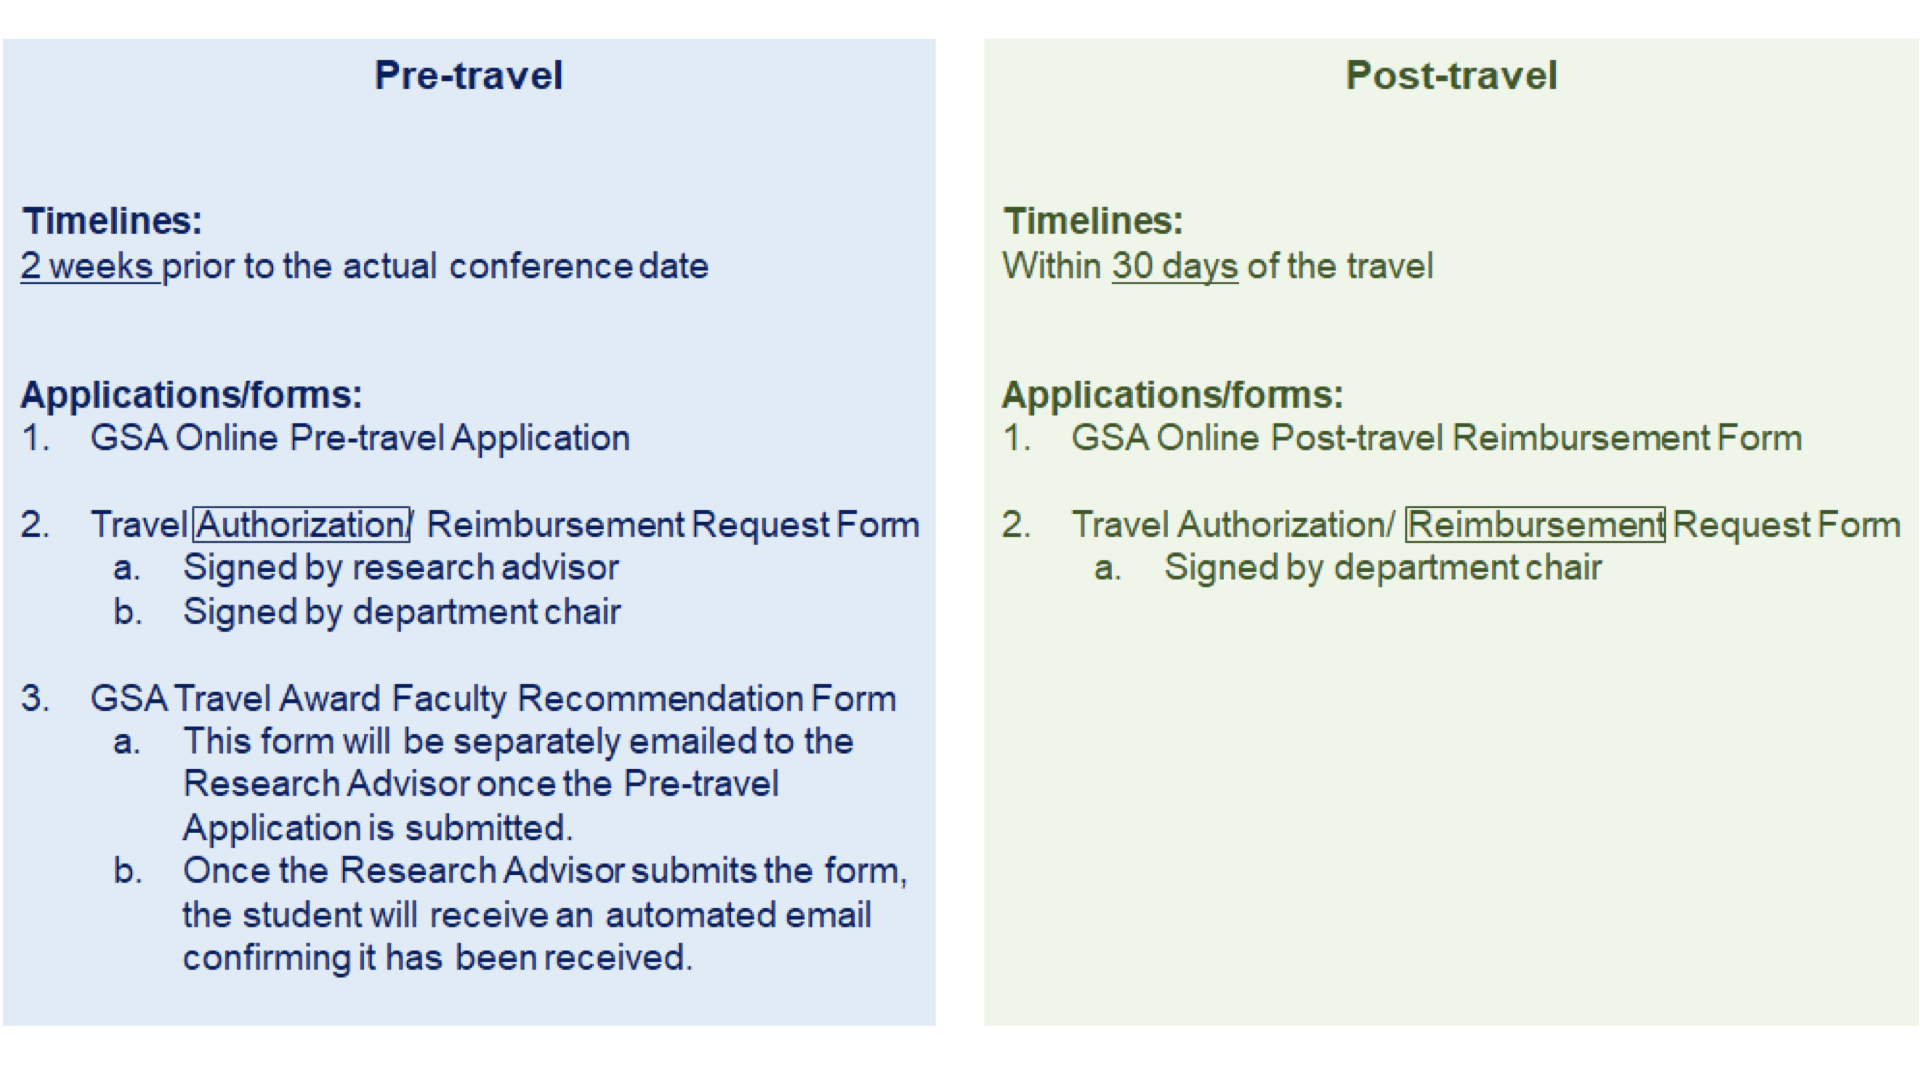 Pre-travel
Timelines:
2 weeks prior to the actual conference date
Applications/forms:
1. GSA Online Pre-travel Application
2. Travel Authorization/ Reimbursement Request Form
a. Signed by research advisor
b. Signed by department chair
3. GSA Travel Award Faculty Recommendation Form
a. This form will be separately emailed to the
Research Advisor once the Pre-travel
Application is submitted.
b. Once the Research Advisor submits the form,
the student will receive an automated email
confirming it has been received.
Post-travel
Timelines:
Within 30 days of the travel
Applications/forms:
1. GSA Online Post-travel Reimbursement Form
2. Travel Authorization/ Reimbursement Request Form
a. Signed by department chair